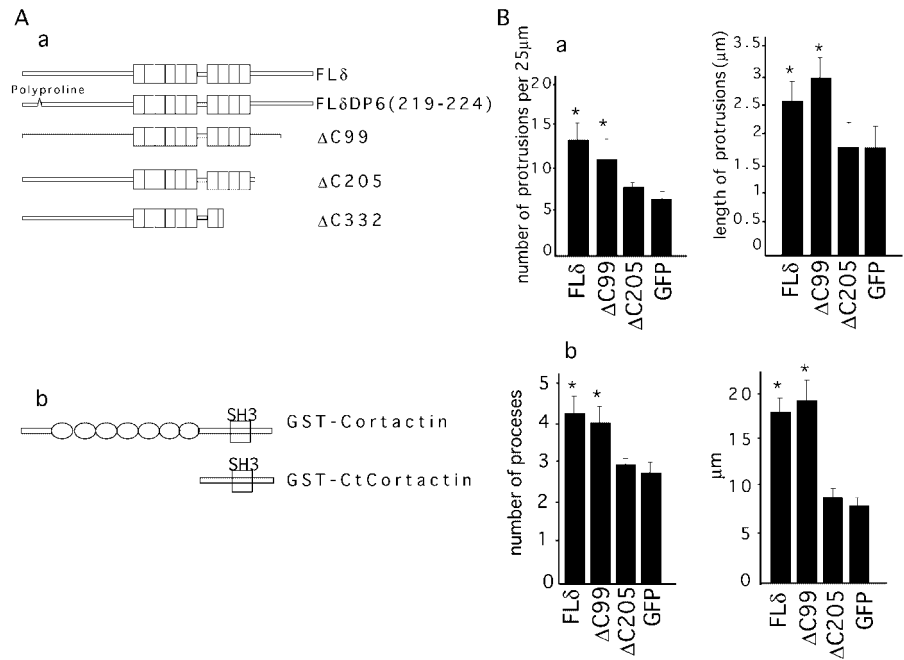 A
a
FLδ
Polyproline
FLδDP6(219-224)
ΔC99
ΔC205
ΔC332
b
SH3
GST-Cortactin
SH3
GST-CtCortactin
B
a
number of protrusions per 25μm
20
15
10
5
0
*
*
FLδ
ΔC99
ΔC205
GFP
length of protrusions (μm)
3.5
3
2.5
2
1.5
1
0.5
0
*
*
FLδ
ΔC99
ΔC205
GFP
b
number of proceses
5
4
3
2
1
0
*
*
FLδ
ΔC99
ΔC205
GFP
μm
20
10
5
0
*
*
FLδ
ΔC99
ΔC205
GFP